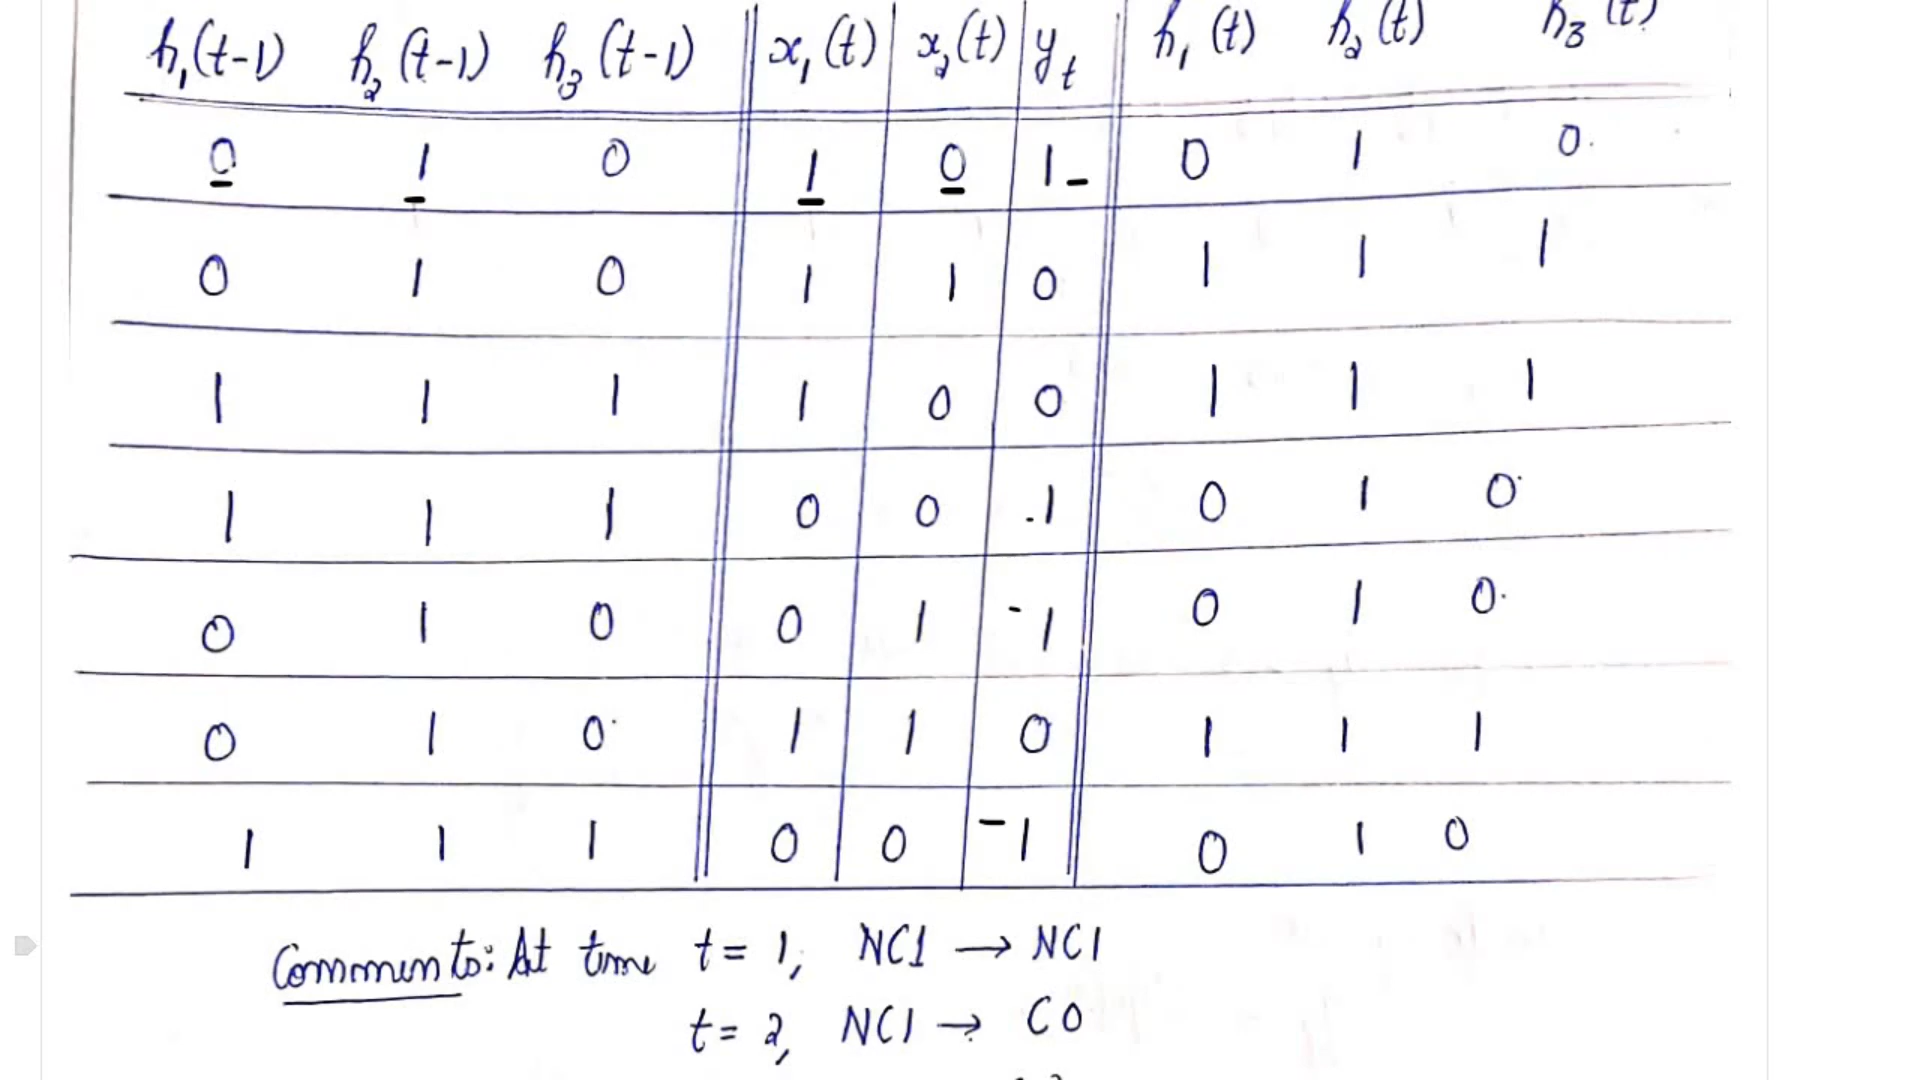 h₁(t-1) h₂(t-1) h₃(t-1) x₁(t) x₂(t) y_t h₁(t) h₂(t) h₃(t)
0 1 0 1 0 1 0 1 0
0 1 0 1 1 0 1 1 1
1 1 1 1 0 0 1 1 1
1 1 1 0 0 1 0 1 0
0 1 0 0 1 1 0 1 0
0 1 0 1 1 0 1 1 1
1 1 1 0 0 1 0 1 0
Comments: At time t = 1, NC1 → NC1
t = 2, NC1 → C0